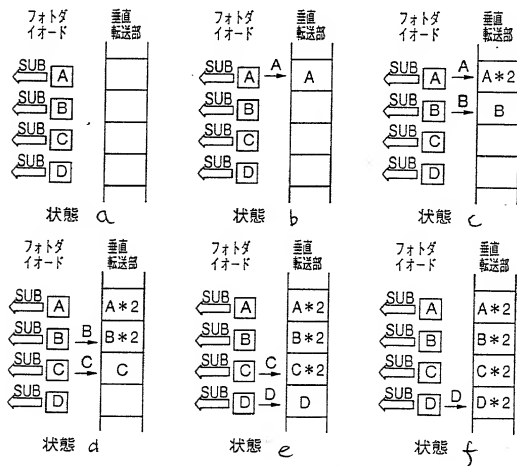 フォトダ
イオード
垂直
転送部
SUB A
SUB B
SUB C
SUB D
状態 a
フォトダ
イオード
垂直
転送部
SUB A A A
SUB B
SUB C
SUB D
状態 b
フォトダ
イオード
垂直
転送部
SUB A A A*2
SUB B B B
SUB C
SUB D
状態 c
フォトダ
イオード
垂直
転送部
SUB A A*2
SUB B B B*2
SUB C C C
SUB D
状態 d
フォトダ
イオード
垂直
転送部
SUB A A*2
SUB B B*2
SUB C C C*2
SUB D D D
状態 e
フォトダ
イオード
垂直
転送部
SUB A A*2
SUB B B*2
SUB C C*2
SUB D D D*2
状態 f